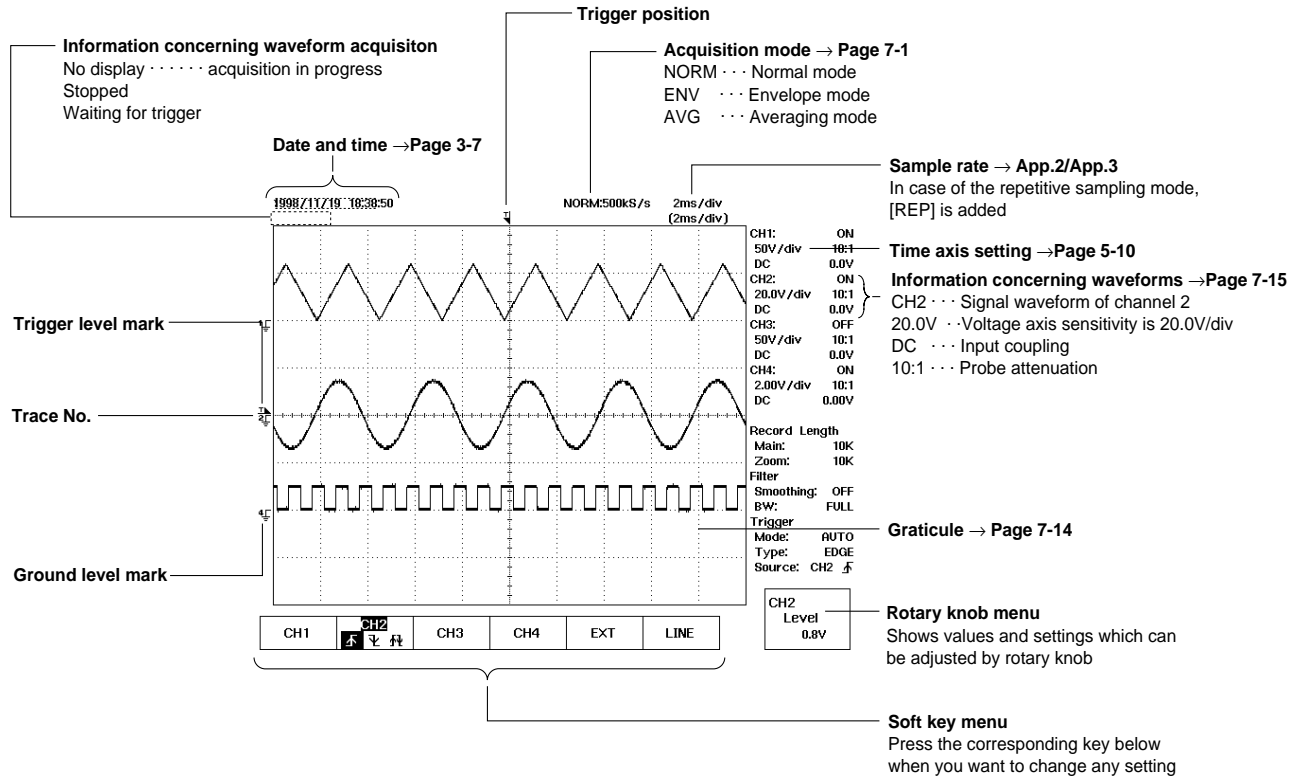 Trigger position
Information concerning waveform acquisiton
No display · · · · · · acquisition in progress
Stopped
Waiting for trigger
Acquisition mode → Page 7-1
NORM · · · Normal mode
ENV · · · Envelope mode
AVG · · · Averaging mode
Date and time →Page 3-7
Sample rate → App.2/App.3
In case of the repetitive sampling mode,
[REP] is added
1998/11/19 10:38:50
NORM:500kS/s 2ms/div
(2ms/div)
CH1: ON
50V/div 10:1
DC 0.0V
CH2: ON
20.0V/div 10:1
DC 0.0V
CH3: OFF
50V/div 10:1
DC 0.0V
CH4: ON
2.00V/div 10:1
DC 0.00V
Record Length
Main: 10K
Zoom: 10K
Filter
Smoothing: OFF
BW: FULL
Trigger
Mode: AUTO
Type: EDGE
Source: CH2
Time axis setting →Page 5-10
Information concerning waveforms →Page 7-15
CH2 · · · Signal waveform of channel 2
20.0V · ·Voltage axis sensitivity is 20.0V/div
DC · · · Input coupling
10:1 · · · Probe attenuation
Trigger level mark
Trace No.
Ground level mark
T
1
T
2
4
Graticule → Page 7-14
CH2
Level
0.8V
Rotary knob menu
Shows values and settings which can
be adjusted by rotary knob
CH1 CH2 CH3 CH4 EXT LINE
Soft key menu
Press the corresponding key below
when you want to change any setting